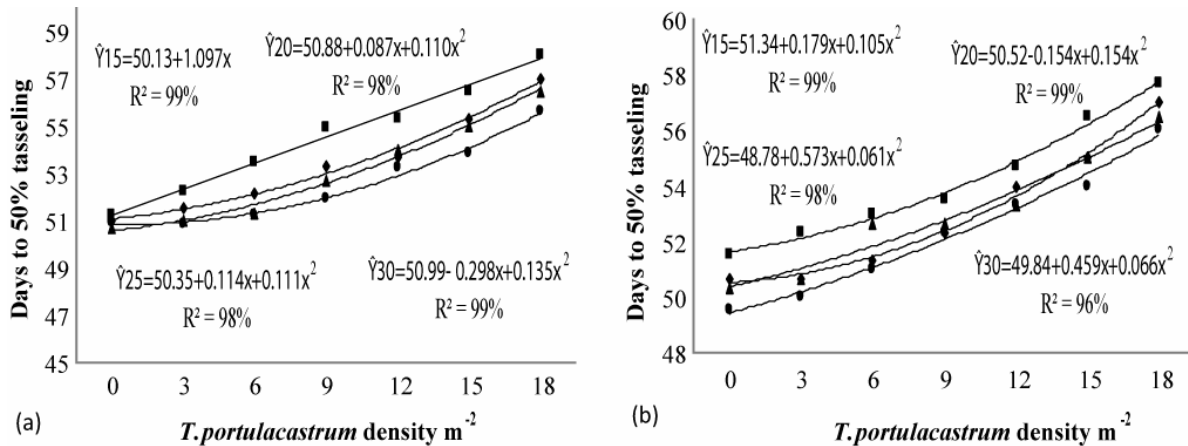 59
57
55
53
51
49
47
45
Days to 50% tasseling
Ŷ15=50.13+1.097x
R² = 99%
Ŷ20=50.88+0.087x+0.110x²
R² = 98%
Ŷ25=50.35+0.114x+0.111x²
R² = 98%
Ŷ30=50.99- 0.298x+0.135x²
R² = 99%
0 3 6 9 12 15 18
(a)
T.portulacastrum density m⁻²
60
58
56
54
52
50
48
Days to 50% tasseling
Ŷ15=51.34+0.179x+0.105x²
R² = 99%
Ŷ20=50.52-0.154x+0.154x²
R² = 99%
Ŷ25=48.78+0.573x+0.061x²
R² = 98%
Ŷ30=49.84+0.459x+0.066x²
R² = 96%
0 3 6 9 12 15 18
(b)
T.portulacastrum density m⁻²